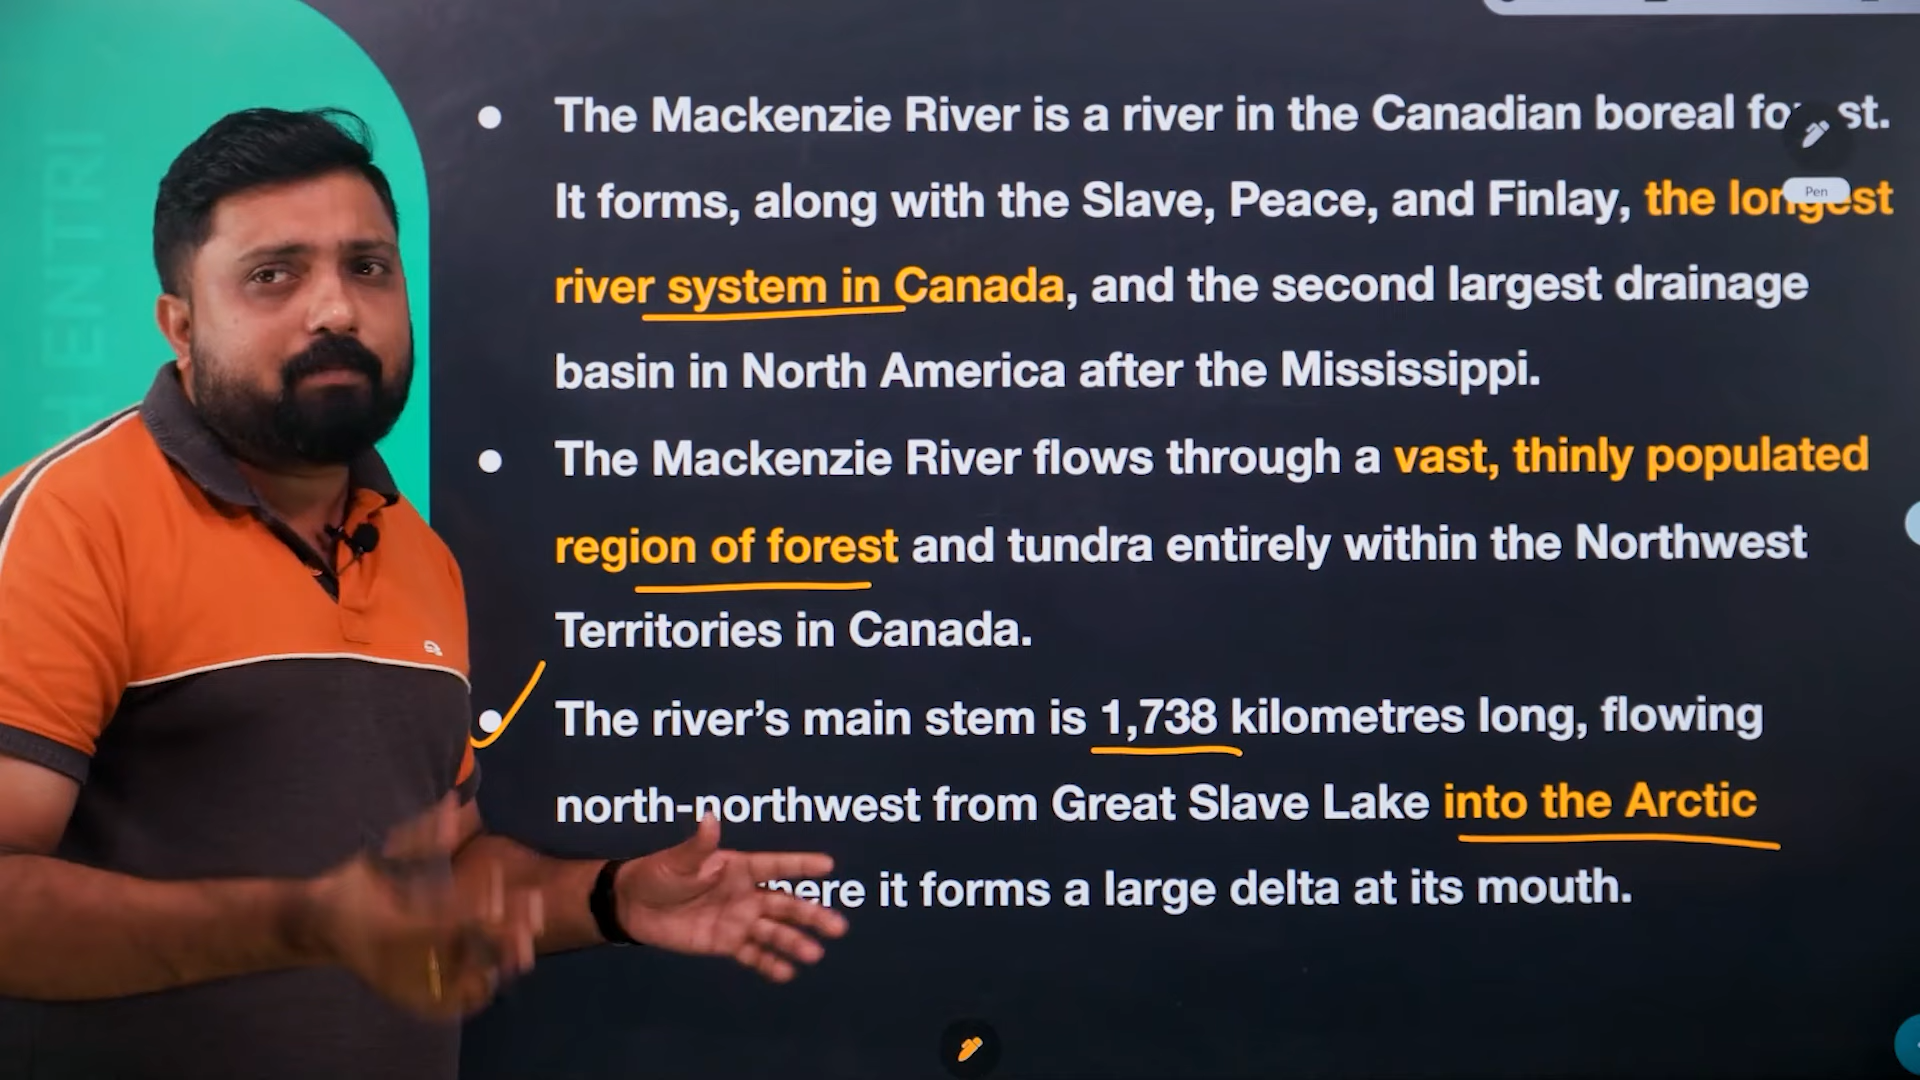 The Mackenzie River is a river in the Canadian boreal st.
It forms, along with the Slave, Peace, and Finlay, the longest
Pen
river system in Canada, and the second largest drainage
basin in North America after the Mississippi.
The Mackenzie River flows through a vast, thinly populated
region of forest and tundra entirely within the Northwest
Territories in Canada.
The river's main stem is 1,738 kilometres long, flowing
north-northwest from Great Slave Lake into the Arctic
it forms a large delta at its mouth.
H ENTRI